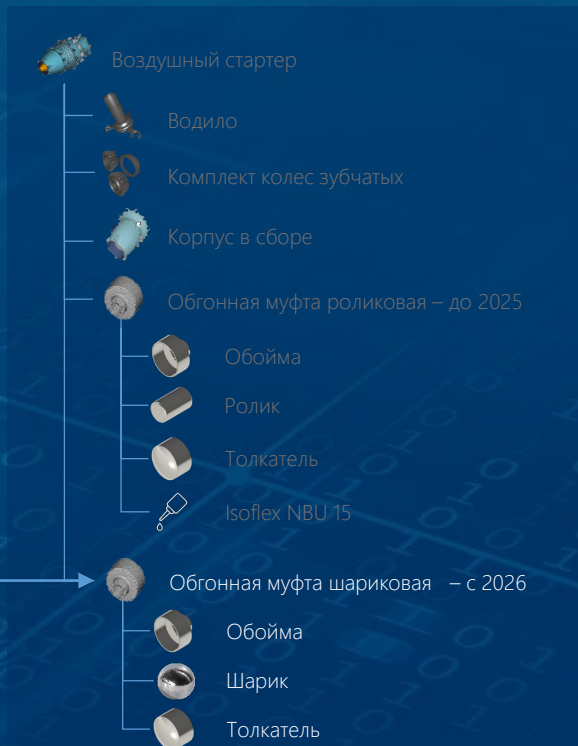 Воздушный стартер
Водило
Комплект колес зубчатых
Корпус в сборе
Обгонная муфта роликовая – до 2025
Обойма
Ролик
Толкатель
Isoflex NBU 15
Обгонная муфта шариковая – с 2026
Обойма
Шарик
Толкатель